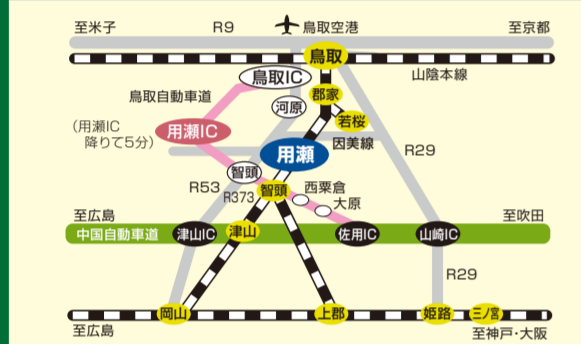 至米子
R9
鳥取空港
至京都
鳥取
山陰本線
鳥取IC
鳥取自動車道
郡家
河原
若桜
用瀬IC
(用瀬IC
降りて5分)
因美線
用瀬
R29
智頭
R53
R373
智頭
西粟倉
大原
至広島
至吹田
中国自動車道
津山IC
津山
佐用IC
山崎IC
R29
岡山
上郡
姫路
三ノ宮
至広島
至神戸・大阪